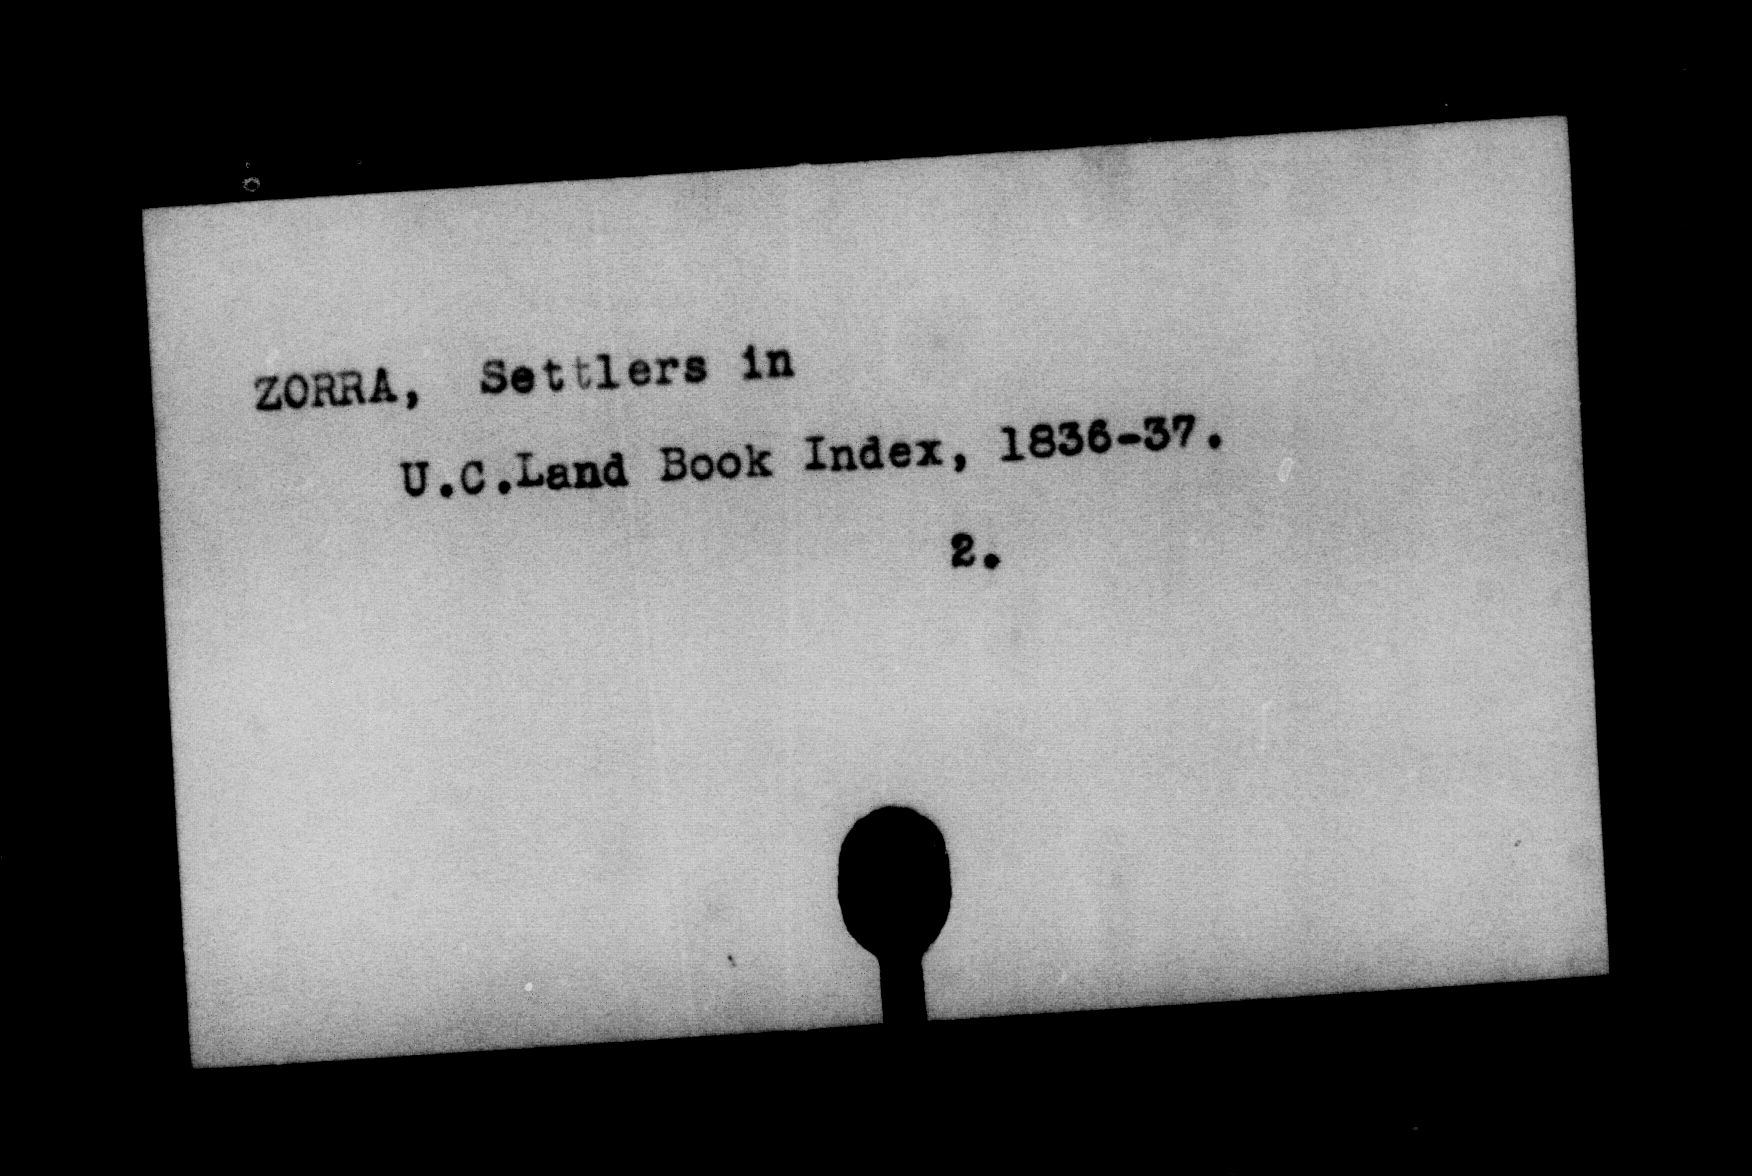 ZORRA, Settlers in
U.C.Land Book Index, 1836-37.
2.